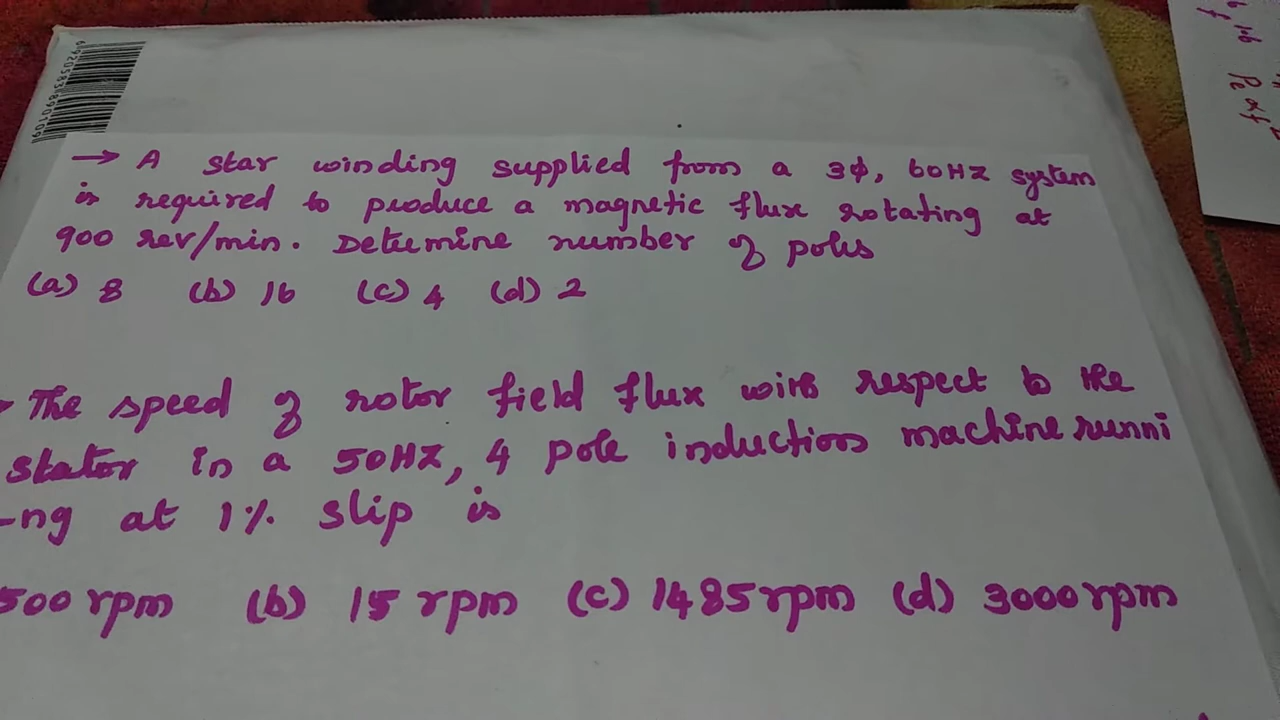 → A star winding supplied from a 3ϕ, 60HZ system
is required to produce a magnetic flux rotating at
900 rev/min. Determine number of poles
(a) 8 (b) 16 (c) 4 (d) 2
The speed of rotor field flux with respect to the
stator in a 50HZ, 4 pole induction machine runni
-ng at 1% slip is
500 rpm (b) 15 rpm (c) 1485 rpm (d) 3000 rpm